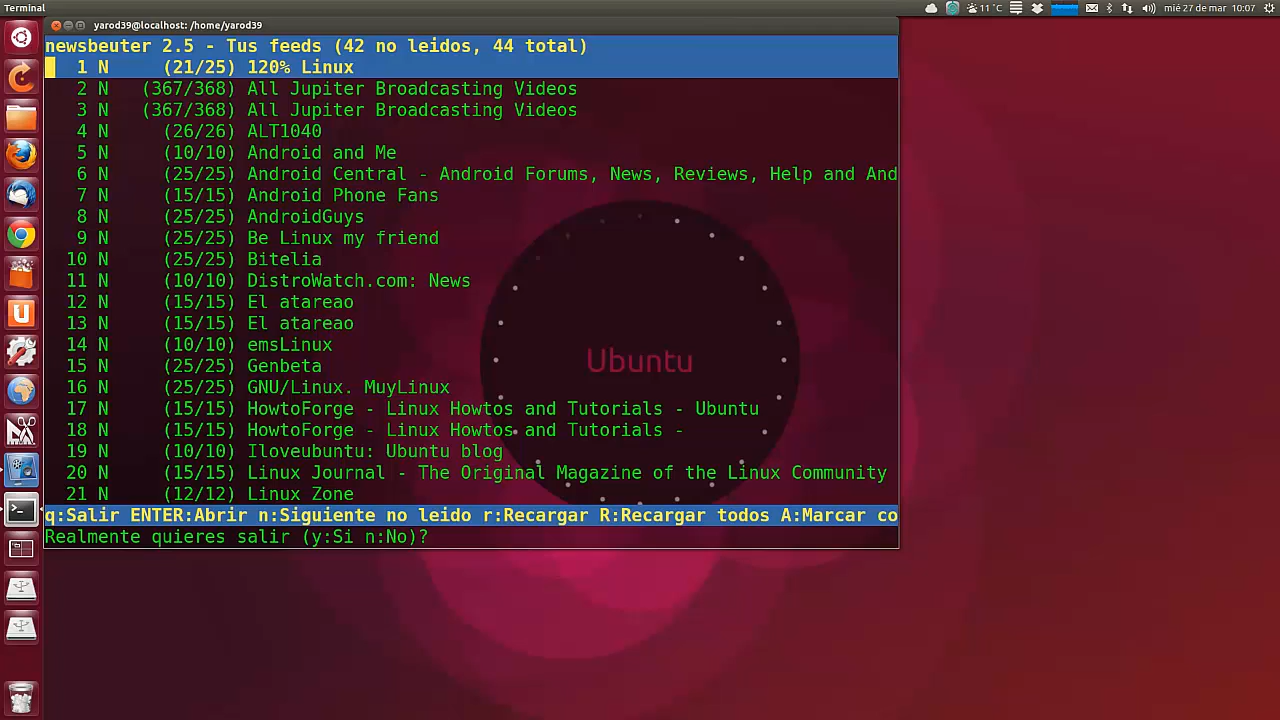 Terminal
11 °C
mié 27 de mar 10:07
yarod39@localhost: /home/yarod39
newsbeuter 2.5 - Tus feeds (42 no leidos, 44 total)
1 N (21/25) 120% Linux
2 N (367/368) All Jupiter Broadcasting Videos
3 N (367/368) All Jupiter Broadcasting Videos
4 N (26/26) ALT1040
5 N (10/10) Android and Me
6 N (25/25) Android Central - Android Forums, News, Reviews, Help and And
7 N (15/15) Android Phone Fans
8 N (25/25) AndroidGuys
9 N (25/25) Be Linux my friend
10 N (25/25) Bitelia
11 N (10/10) DistroWatch.com: News
12 N (15/15) El atareao
13 N (15/15) El atareao
14 N (10/10) emsLinux
15 N (25/25) Genbeta
16 N (25/25) GNU/Linux. MuyLinux
17 N (15/15) HowtoForge - Linux Howtos and Tutorials - Ubuntu
18 N (15/15) HowtoForge - Linux Howtos and Tutorials -
19 N (10/10) Iloveubuntu: Ubuntu blog
20 N (15/15) Linux Journal - The Original Magazine of the Linux Community
21 N (12/12) Linux Zone
q:Salir ENTER:Abrir n:Siguiente no leido r:Recargar R:Recargar todos A:Marcar co
Realmente quieres salir (y:Si n:No)?
Ubuntu